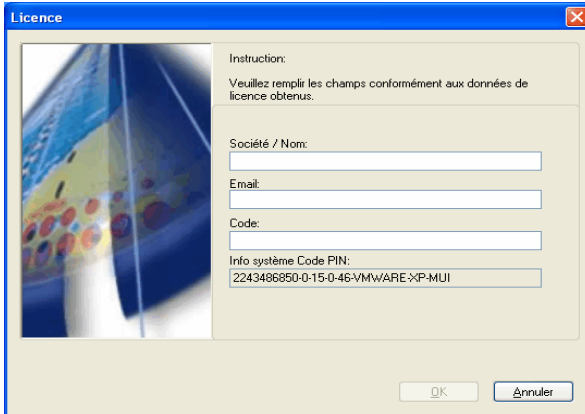 Licence
Instruction:
Veuillez remplir les champs conformément aux données de
licence obtenus.
Société / Nom:
Email:
Code:
Info système Code PIN:
2243486850-0-15-0-46-VMWARE-XP-MUI
OK
Annuler